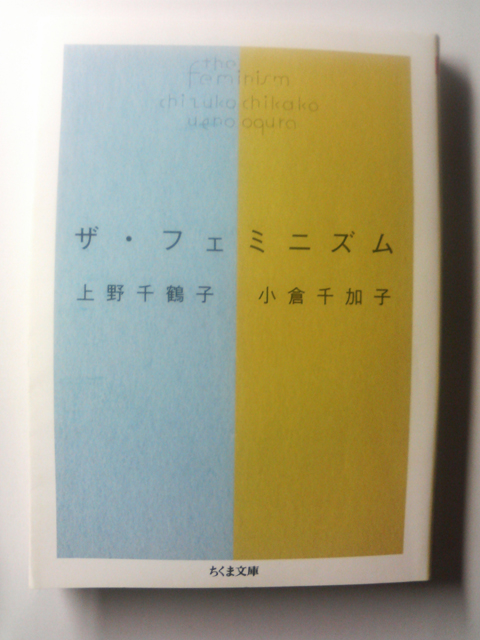 the
feminism
chizuko chikako
ueno ogura
ザ・フェミニズム
上野千鶴子 小倉千加子
ちくま文庫